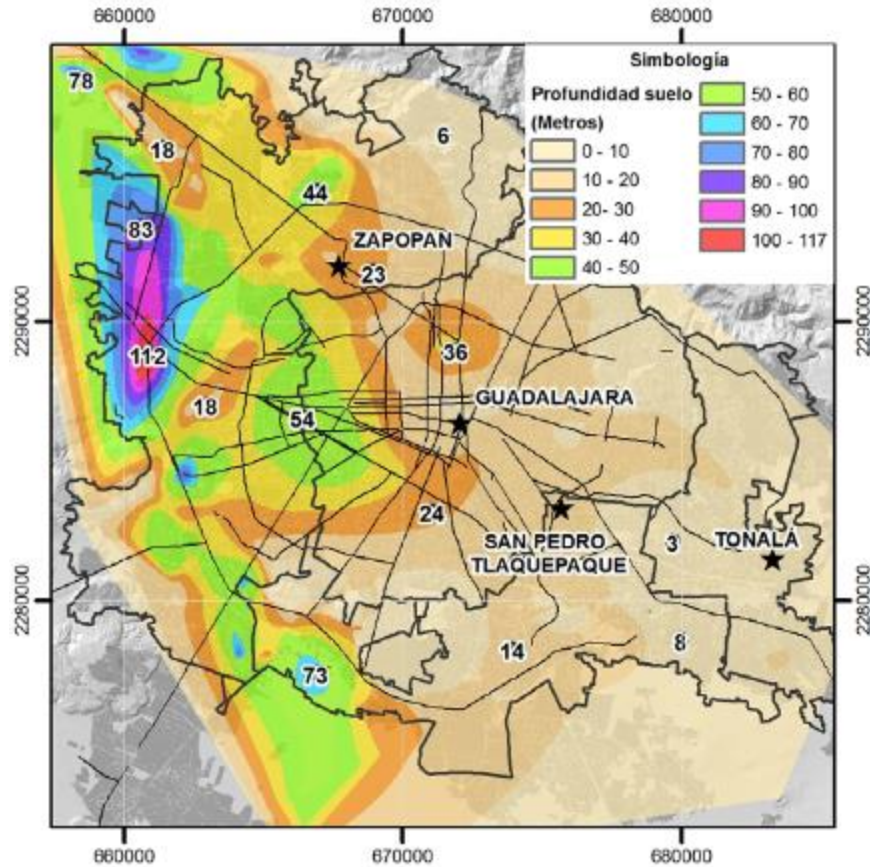 660000 670000 680000
Simbología
Profundidad suelo
(Metros)
0 - 10
10 - 20
20- 30
30 - 40
40 - 50
50 - 60
60 - 70
70 - 80
80 - 90
90 - 100
100 - 117
78
6
18
44
83
ZAPOPAN
23
2290000 2290000
36
112
GUADALAJARA
18
54
24
SAN PEDRO
TLAQUEPAQUE
3
TONALÁ
2280000 2280000
14
8
73
660000 670000 680000